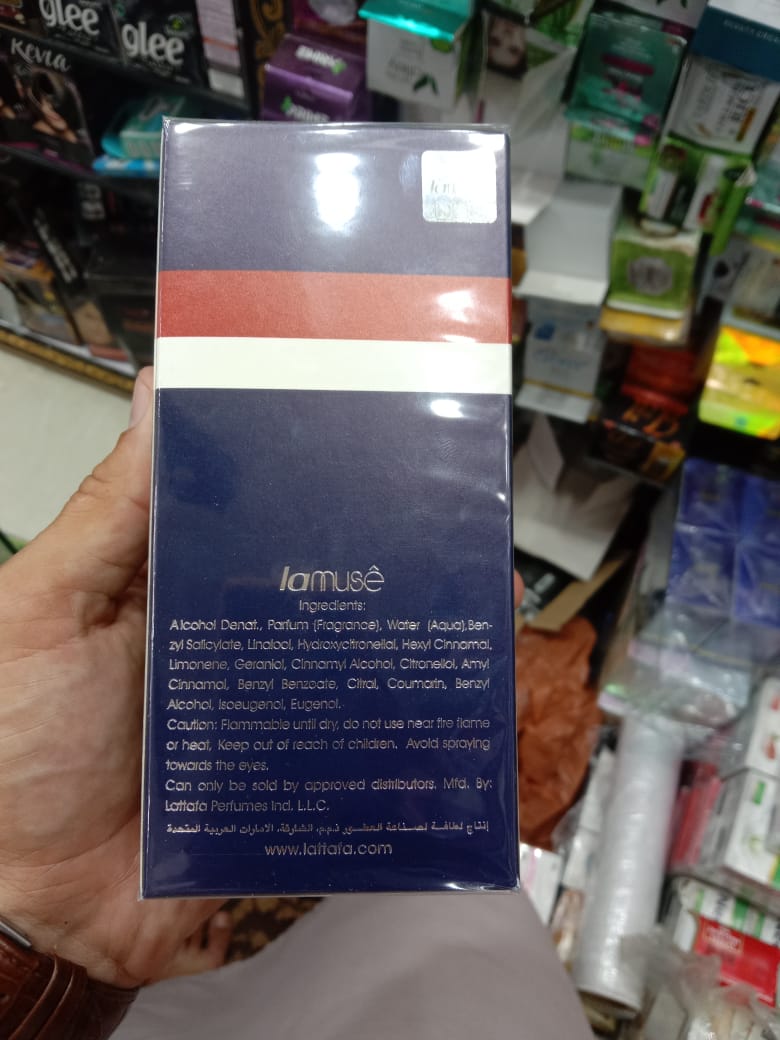 glee
glee
Kevia
lamusê
Ingredients:
Alcohol Denat., Parfum (Fragrance), Water (Aqua),Ben-
zyl Salicylate, Linalool, Hydroxycitronellal, Hexyl Cinnamal,
Limonene, Geraniol, Cinnamyl Alcohol, Citronellol, Amyl
Cinnamal, Benzyl Benzoate, Citral, Coumarin, Benzyl
Alcohol, Isoeugenol, Eugenol.
Caution: Flammable until dry, do not use near fire flame
or heat, Keep out of reach of children. Avoid spraying
towards the eyes.
Can only be sold by approved distributors. Mfd. By:
Lattafa Perfumes Ind. L.L.C.
إنتاج لطافة لصناعة العطور ذ.م.م، الشارقة، الامارات العربية المتحدة
www.lattafa.com